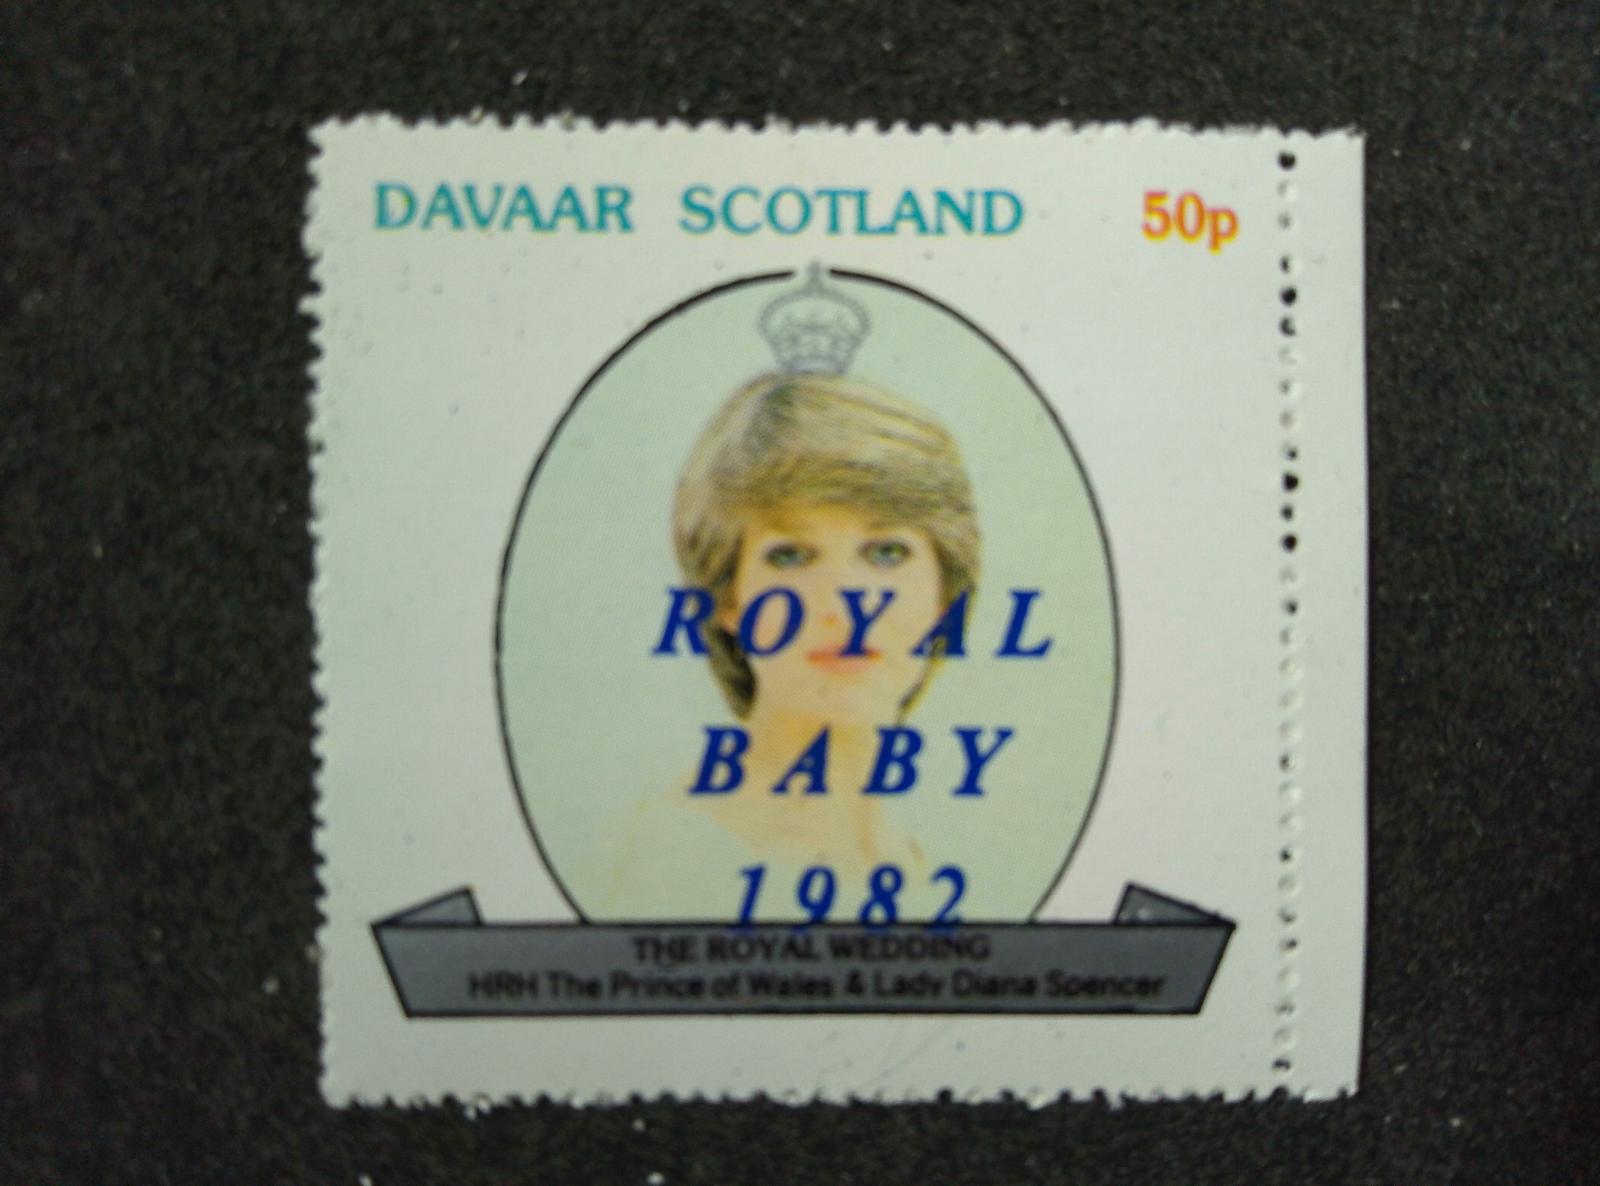 DAVAAR SCOTLAND 50p
ROYAL
BABY
1982
THE ROYAL WEDDING
HRH The Prince of Wales & Lady Diana Spencer